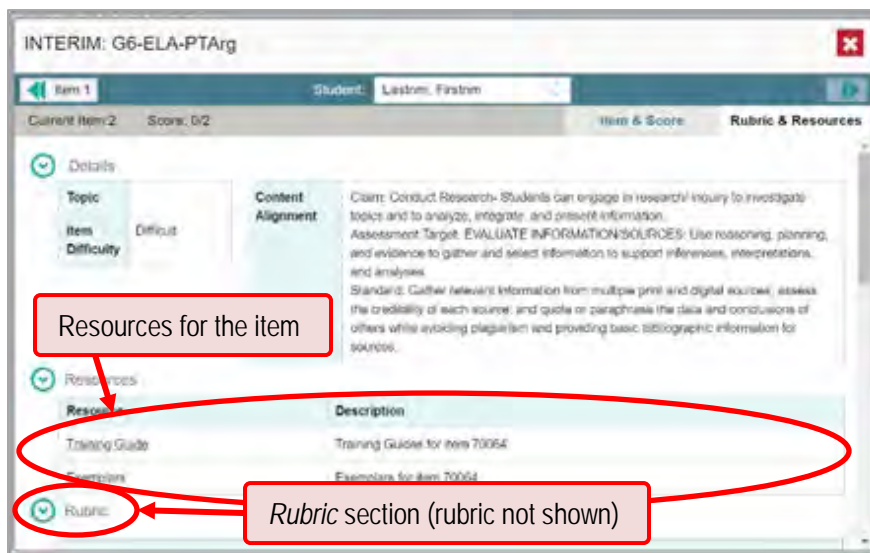 INTERIM: G6-ELA-PTArg
Item 1
Student: Lastnm, Firstnm
Current Item: 2 Score: 0/2 Item & Score Rubric & Resources
Details
Topic
Item Difficulty
Difficult
Content Alignment
Claim: Conduct Research- Students can engage in research/ inquiry to investigate
topics and to analyze, integrate, and present information.
Assessment Target: EVALUATE INFORMATION/SOURCES: Use reasoning, planning,
and evidence to gather and select information to support inferences, interpretations,
and analyses.
Standard: Gather relevant information from multiple print and digital sources; assess
the credibility of each source; and quote or paraphrase the data and conclusions of
others while avoiding plagiarism and providing basic bibliographic information for
sources.
Resources for the item
Resources
Resource Description
Training Guide Training Guides for item 70064
Exemplars Exemplars for item 70064
Rubric
Rubric section (rubric not shown)